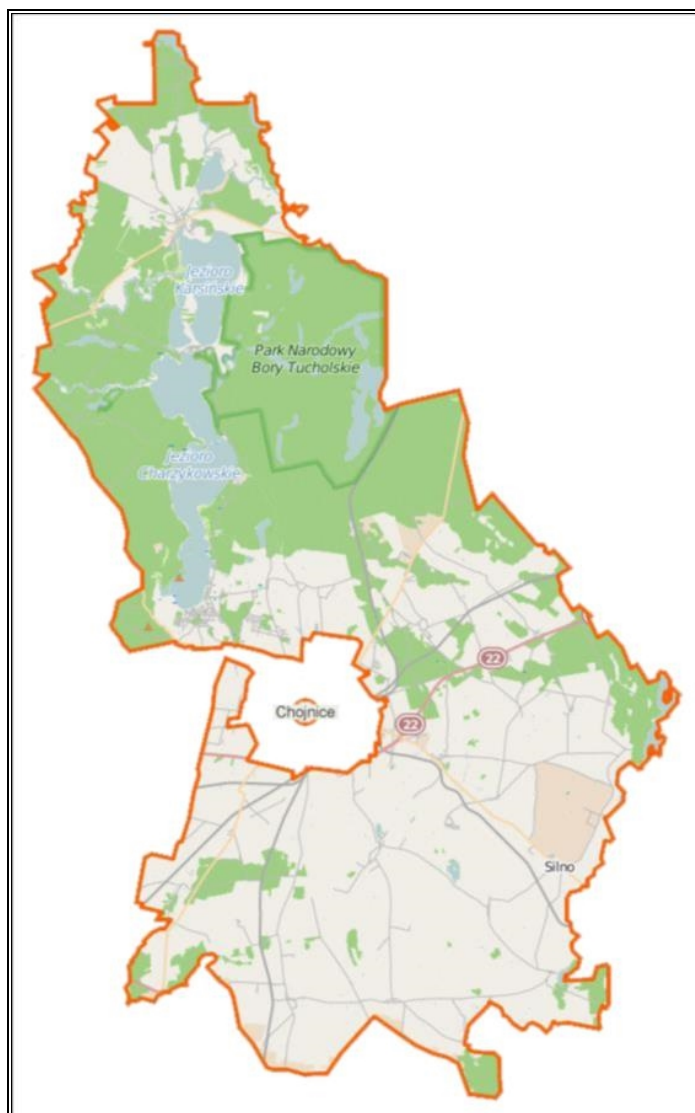 Jezioro
Karsińskie
Park Narodowy
Bory Tucholskie
Jezioro
Charzykowskie
22
Chojnice
22
Silno